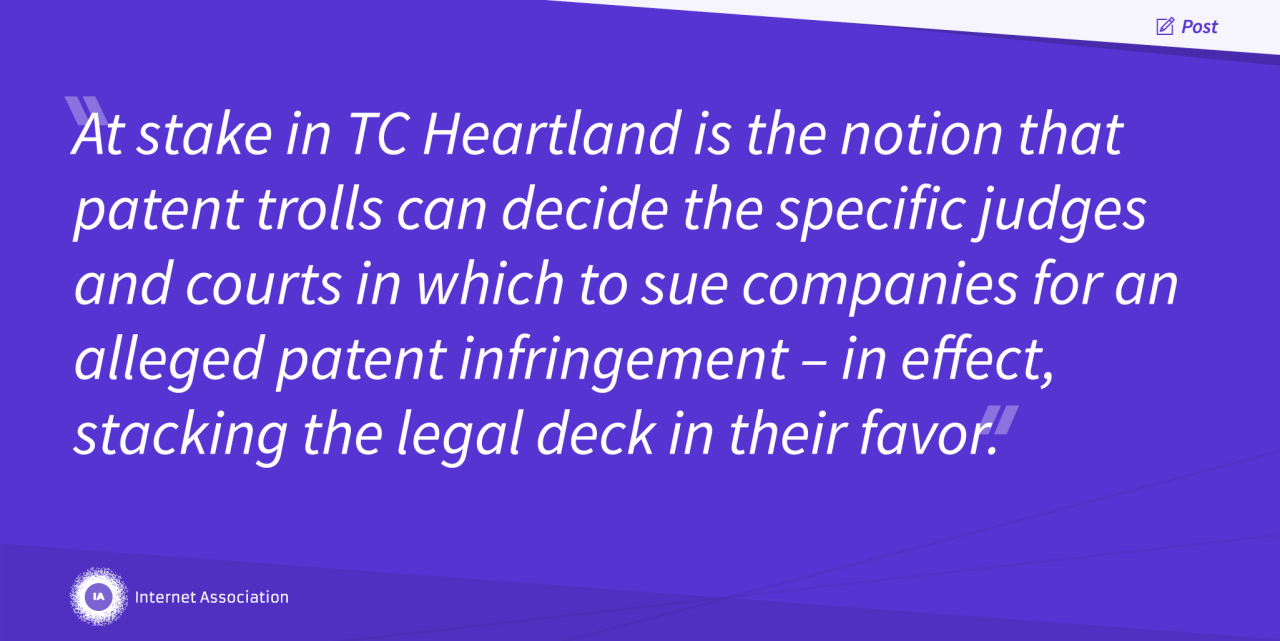 Post
"At stake in TC Heartland is the notion that
patent trolls can decide the specific judges
and courts in which to sue companies for an
alleged patent infringement – in effect,
stacking the legal deck in their favor."
IA
Internet Association